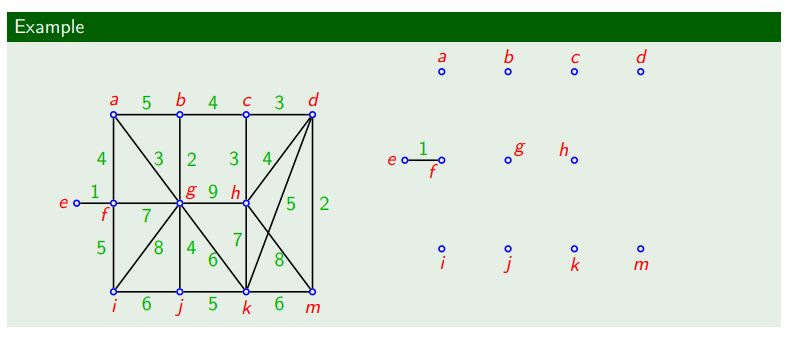 Example
a b c d
a 5 b 4 c 3 d
4 3 2 3 4
e 1 g 9 h 5 2
f 7
5 8 4 6 7 8
i 6 j 5 k 6 m
e 1 f g h
i j k m